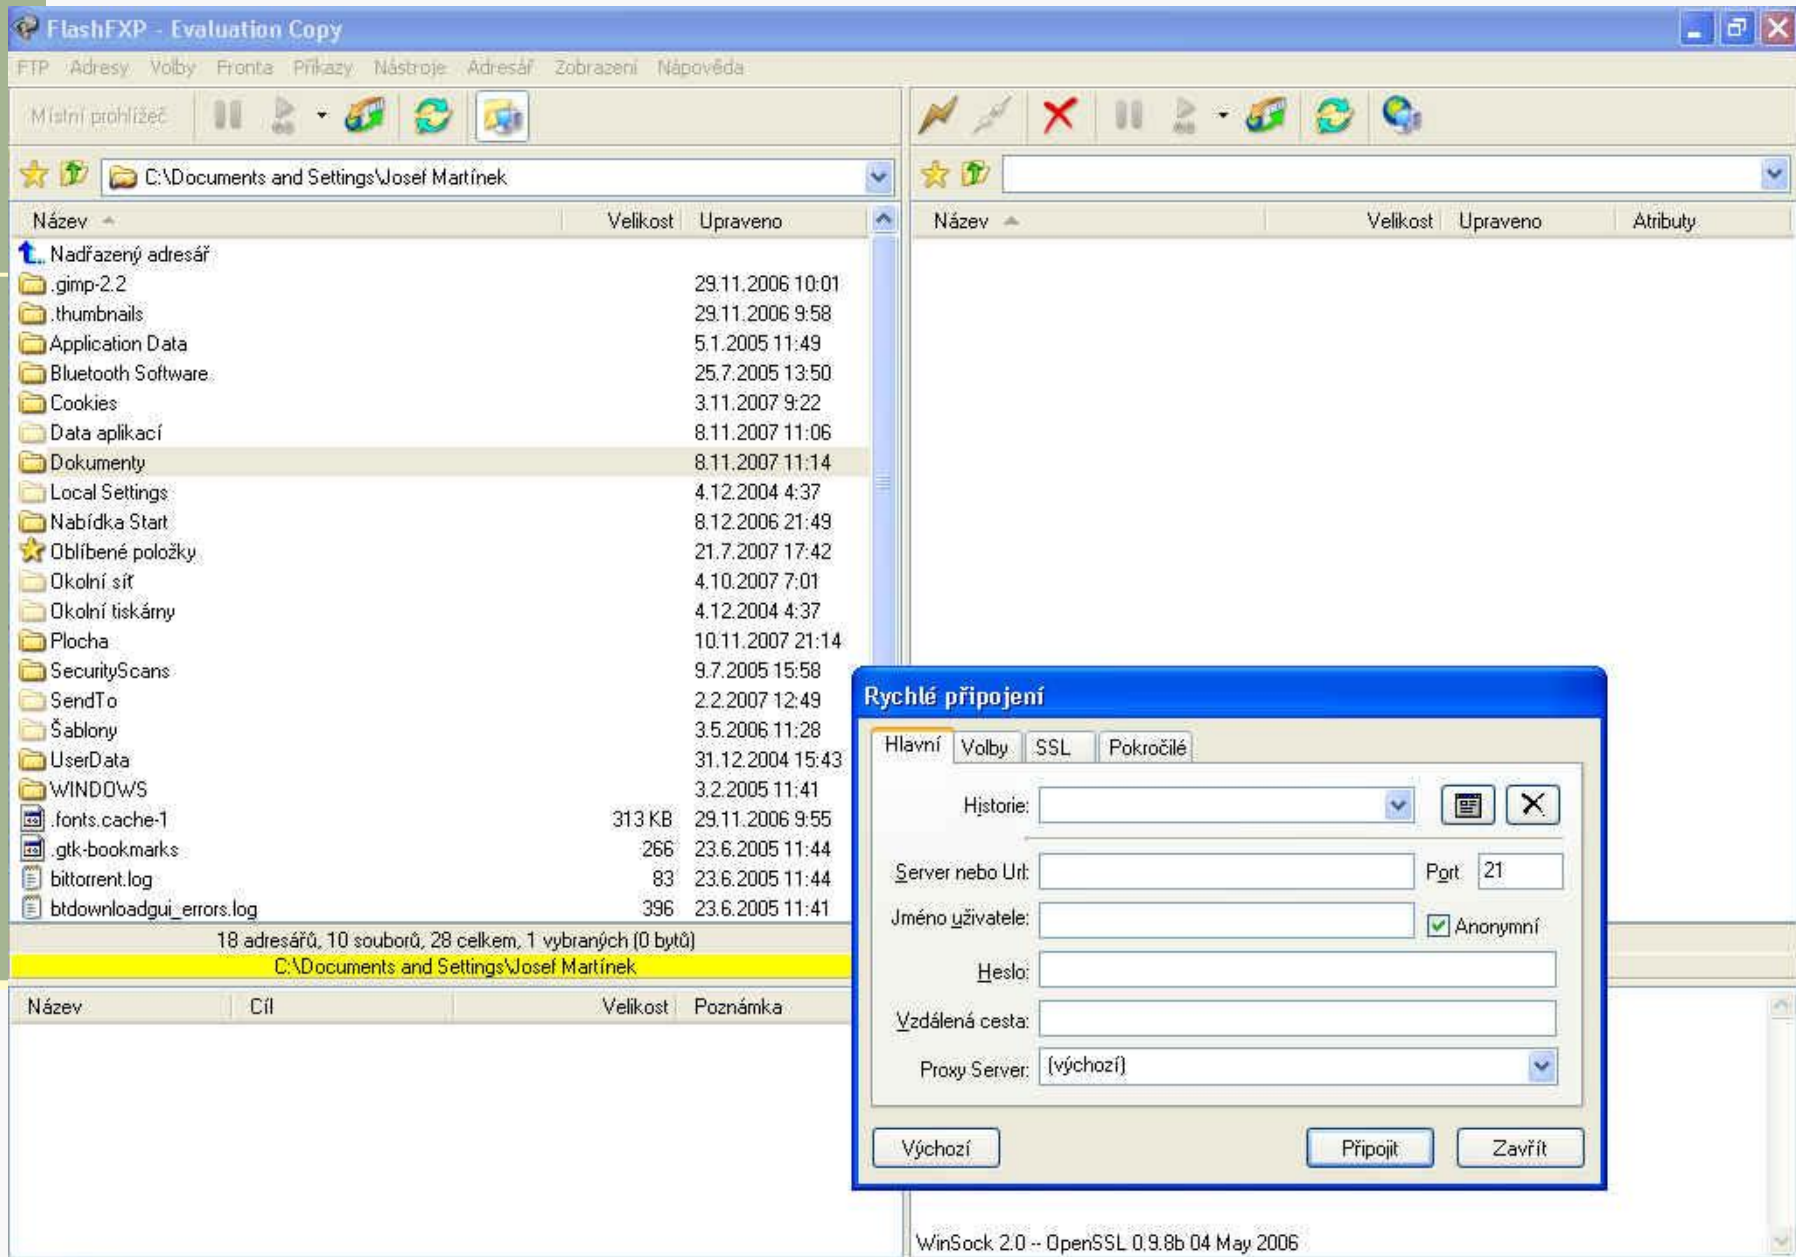 FlashFXP - Evaluation Copy
FTP Adresy Volby Fronta Příkazy Nástroje Adresář Zobrazení Nápověda
Místní prohlížeč
C:\Documents and Settings\Josef Martínek
Název Velikost Upraveno
Nadřazený adresář
.gimp-2.2 29.11.2006 10:01
.thumbnails 29.11.2006 9:58
Application Data 5.1.2005 11:49
Bluetooth Software 25.7.2005 13:50
Cookies 3.11.2007 9:22
Data aplikací 8.11.2007 11:06
Dokumenty 8.11.2007 11:14
Local Settings 4.12.2004 4:37
Nabídka Start 8.12.2006 21:49
Oblíbené položky 21.7.2007 17:42
Okolní síť 4.10.2007 7:01
Okolní tiskárny 4.12.2004 4:37
Plocha 10.11.2007 21:14
SecurityScans 9.7.2005 15:58
SendTo 2.2.2007 12:49
Šablony 3.5.2006 11:28
UserData 31.12.2004 15:43
WINDOWS 3.2.2005 11:41
.fonts.cache-1 313 KB 29.11.2006 9:55
.gtk-bookmarks 266 23.6.2005 11:44
bittorrent.log 83 23.6.2005 11:44
btdownloadgui_errors.log 396 23.6.2005 11:41
18 adresářů, 10 souborů, 28 celkem, 1 vybraných (0 bytů)
C:\Documents and Settings\Josef Martínek
Název Cíl Velikost Poznámka
Název Velikost Upraveno Atributy
Rychlé připojení
Hlavní Volby SSL Pokročilé
Historie:
Server nebo Url: Port 21
Jméno uživatele: Anonymní
Heslo:
Vzdálená cesta:
Proxy Server: (výchozí)
Výchozí Připojit Zavřít
WinSock 2.0 -- OpenSSL 0.9.8b 04 May 2006